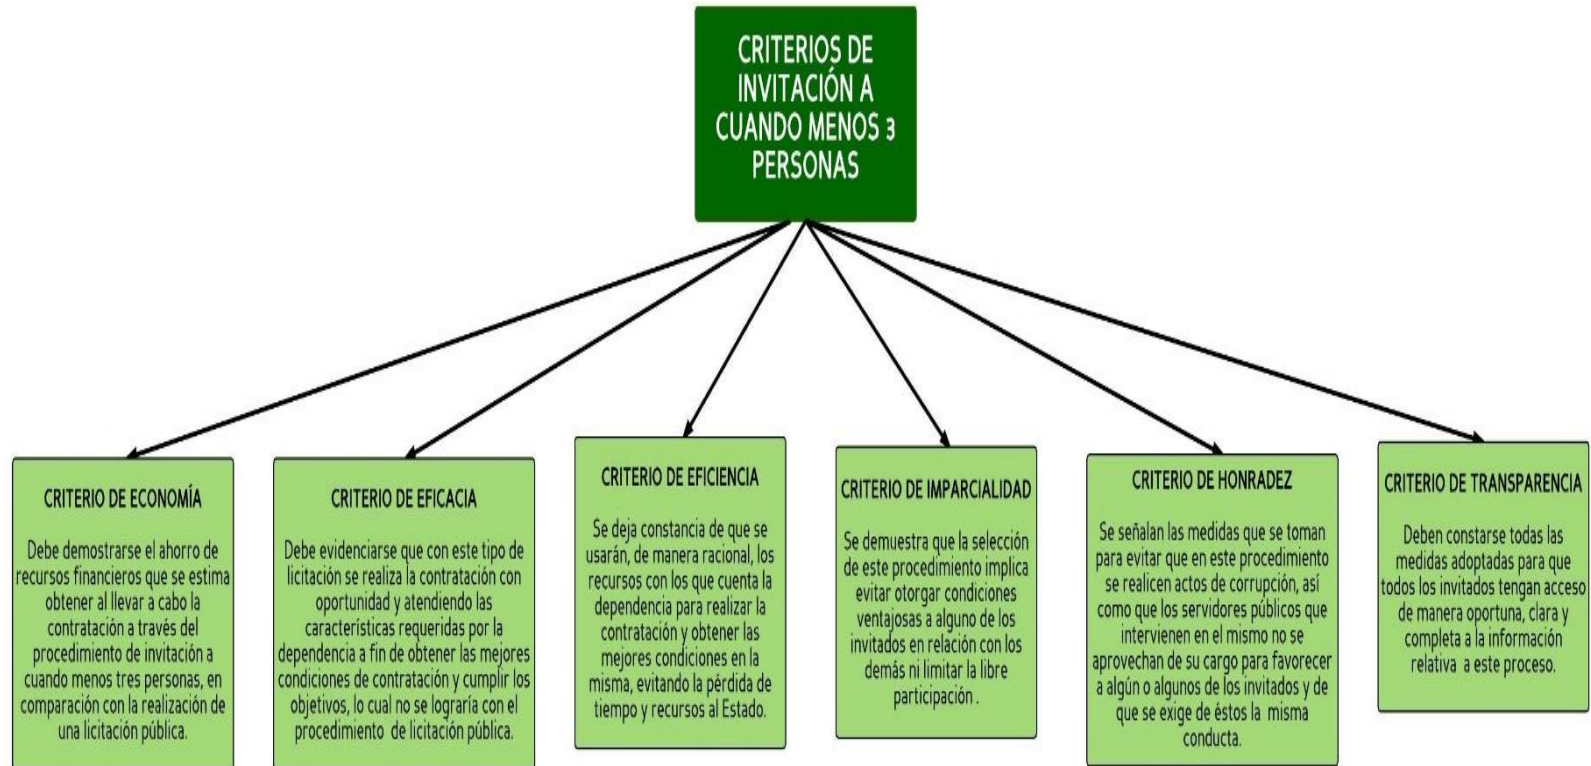 CRITERIOS DE
INVITACIÓN A
CUANDO MENOS 3
PERSONAS
CRITERIO DE ECONOMÍA
Debe demostrarse el ahorro de
recursos financieros que se estima
obtener al llevar a cabo la
contratación a través del
procedimiento de invitación a
cuando menos tres personas, en
comparación con la realización de
una licitación pública.
CRITERIO DE EFICACIA
Debe evidenciarse que con este tipo de
licitación se realiza la contratación con
oportunidad y atendiendo las
características requeridas por la
dependencia a fin de obtener las mejores
condiciones de contratación y cumplir los
objetivos, lo cual no se lograría con el
procedimiento de licitación pública.
CRITERIO DE EFICIENCIA
Se deja constancia de que se
usarán, de manera racional, los
recursos con los que cuenta la
dependencia para realizar la
contratación y obtener las
mejores condiciones en la
misma, evitando la pérdida de
tiempo y recursos al Estado.
CRITERIO DE IMPARCIALIDAD
Se demuestra que la selección
de este procedimiento implica
evitar otorgar condiciones
ventajosas a alguno de los
invitados en relación con los
demás ni limitar la libre
participación .
CRITERIO DE HONRADEZ
Se señalan las medidas que se toman
para evitar que en este procedimiento
se realicen actos de corrupción, así
como que los servidores públicos que
intervienen en el mismo no se
aprovechan de su cargo para favorecer
a algún o algunos de los invitados y de
que se exige de éstos la misma
conducta.
CRITERIO DE TRANSPARENCIA
Deben constarse todas las
medidas adoptadas para que
todos los invitados tengan acceso
de manera oportuna, clara y
completa a la información
relativa a este proceso.